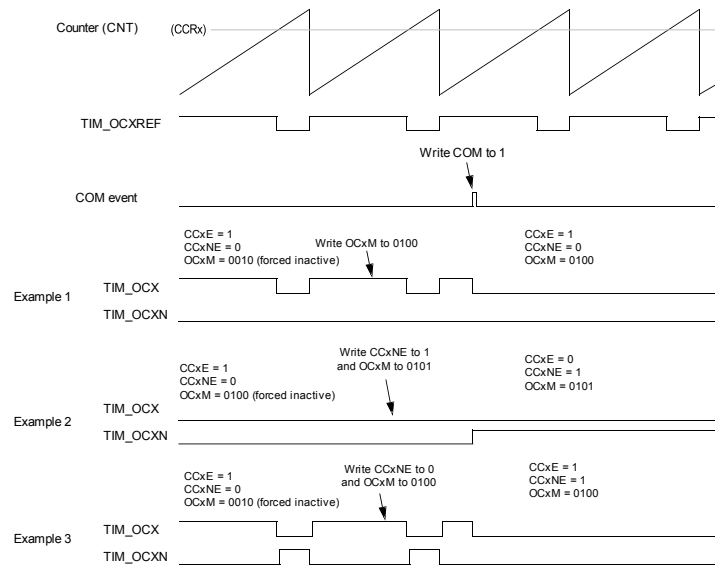 Counter (CNT)
(CCRx)
TIM_OCXREF
Write COM to 1
COM event
CCxE = 1
CCxNE = 0
OCxM = 0010 (forced inactive)
Write OCxM to 0100
CCxE = 1
CCxNE = 0
OCxM = 0100
Example 1
TIM_OCX
TIM_OCXN
CCxE = 1
CCxNE = 0
OCxM = 0100 (forced inactive)
Write CCxNE to 1
and OCxM to 0101
CCxE = 0
CCxNE = 1
OCxM = 0101
Example 2
TIM_OCX
TIM_OCXN
CCxE = 1
CCxNE = 0
OCxM = 0010 (forced inactive)
Write CCxNE to 0
and OCxM to 0100
CCxE = 1
CCxNE = 1
OCxM = 0100
Example 3
TIM_OCX
TIM_OCXN